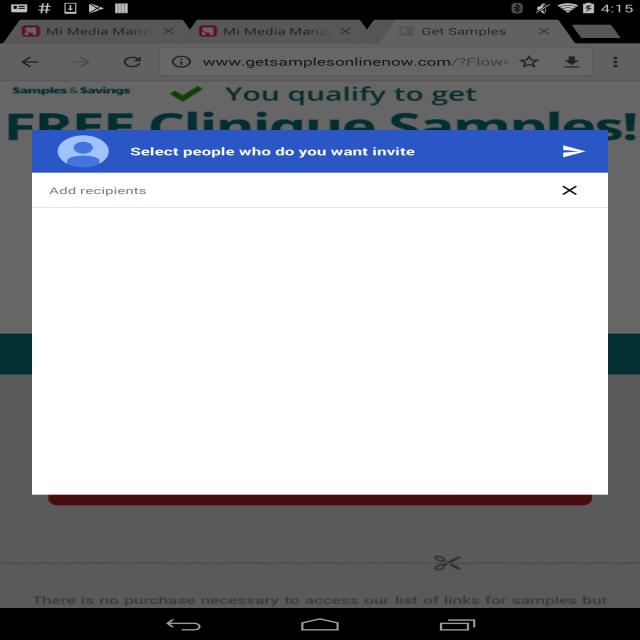 4:15
Mi Media Manz
Mi Media Manz
Get Samples
www.getsamplesonlinenow.com/?Flow=
Samples & Savings
You qualify to get
FREE Clinique Samples!
Select people who do you want invite
Add recipients
There is no purchase necessary to access our list of links for samples but